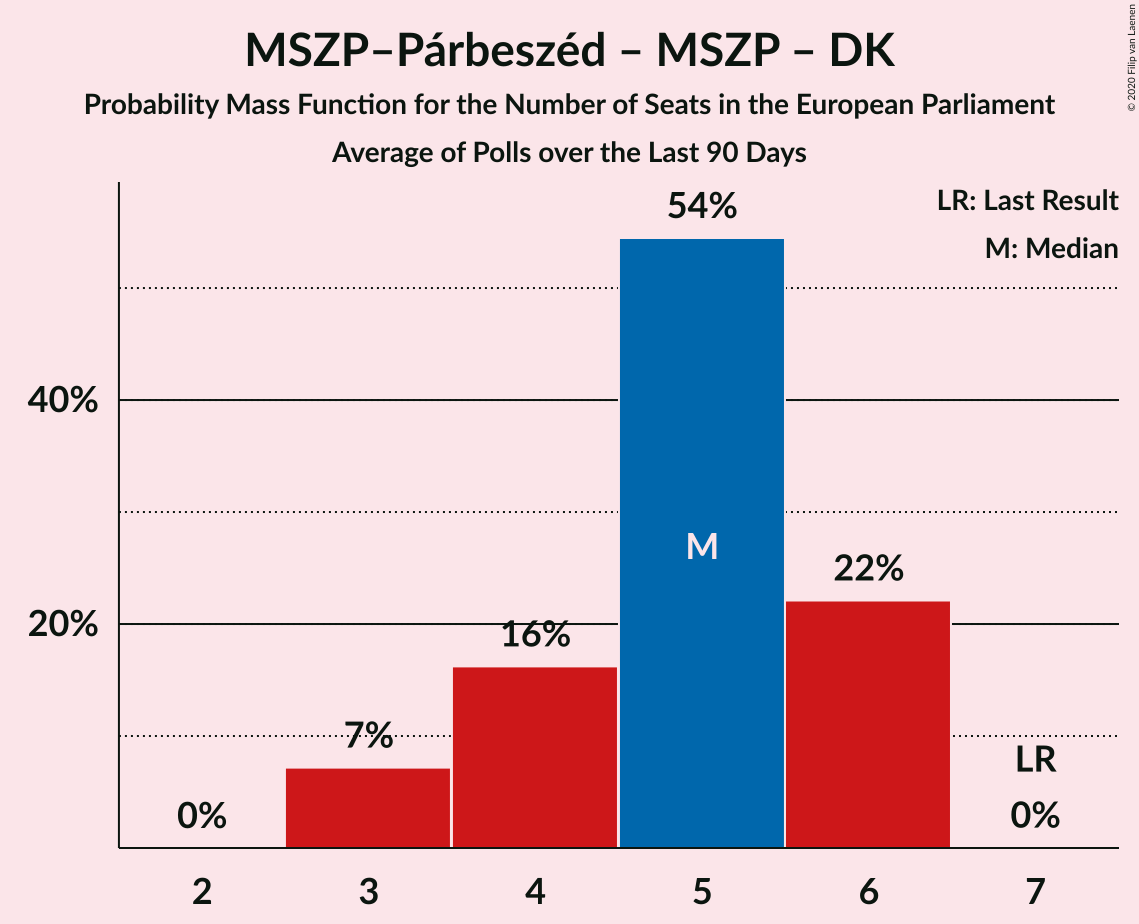 MSZP–Párbeszéd – MSZP – DK
Probability Mass Function for the Number of Seats in the European Parliament
Average of Polls over the Last 90 Days
© 2020 Filip van Laenen
LR: Last Result
M: Median
54%
40%
M
22%
20%
16%
7%
LR
0%
0%
2
3
4
5
6
7